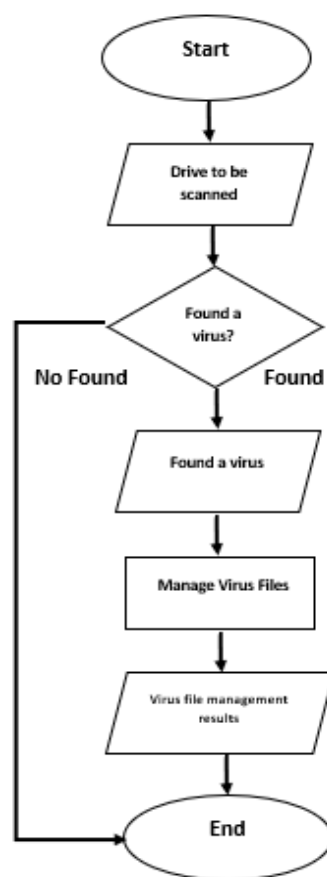 Start
Drive to be
scanned
Found a
virus?
No Found
Found
Found a virus
Manage Virus Files
Virus file management
results
End